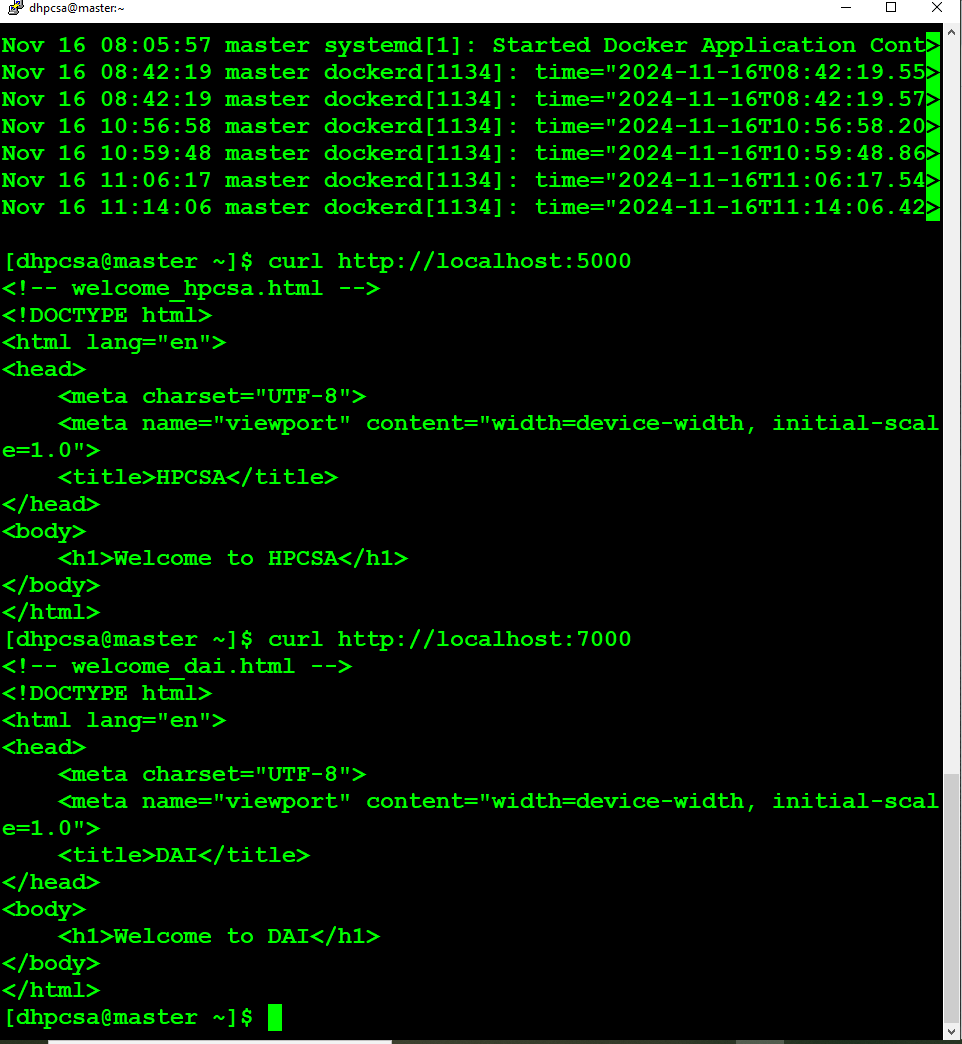 dhpcsa@master:~
Nov 16 08:05:57 master systemd[1]: Started Docker Application Cont>
Nov 16 08:42:19 master dockerd[1134]: time="2024-11-16T08:42:19.55>
Nov 16 08:42:19 master dockerd[1134]: time="2024-11-16T08:42:19.57>
Nov 16 10:56:58 master dockerd[1134]: time="2024-11-16T10:56:58.20>
Nov 16 10:59:48 master dockerd[1134]: time="2024-11-16T10:59:48.86>
Nov 16 11:06:17 master dockerd[1134]: time="2024-11-16T11:06:17.54>
Nov 16 11:14:06 master dockerd[1134]: time="2024-11-16T11:14:06.42>
[dhpcsa@master ~]$ curl http://localhost:5000
<!-- welcome_hpcsa.html -->
<!DOCTYPE html>
<html lang="en">
<head>
    <meta charset="UTF-8">
    <meta name="viewport" content="width=device-width, initial-scal
e=1.0">
    <title>HPCSA</title>
</head>
<body>
    <h1>Welcome to HPCSA</h1>
</body>
</html>
[dhpcsa@master ~]$ curl http://localhost:7000
<!-- welcome_dai.html -->
<!DOCTYPE html>
<html lang="en">
<head>
    <meta charset="UTF-8">
    <meta name="viewport" content="width=device-width, initial-scal
e=1.0">
    <title>DAI</title>
</head>
<body>
    <h1>Welcome to DAI</h1>
</body>
</html>
[dhpcsa@master ~]$